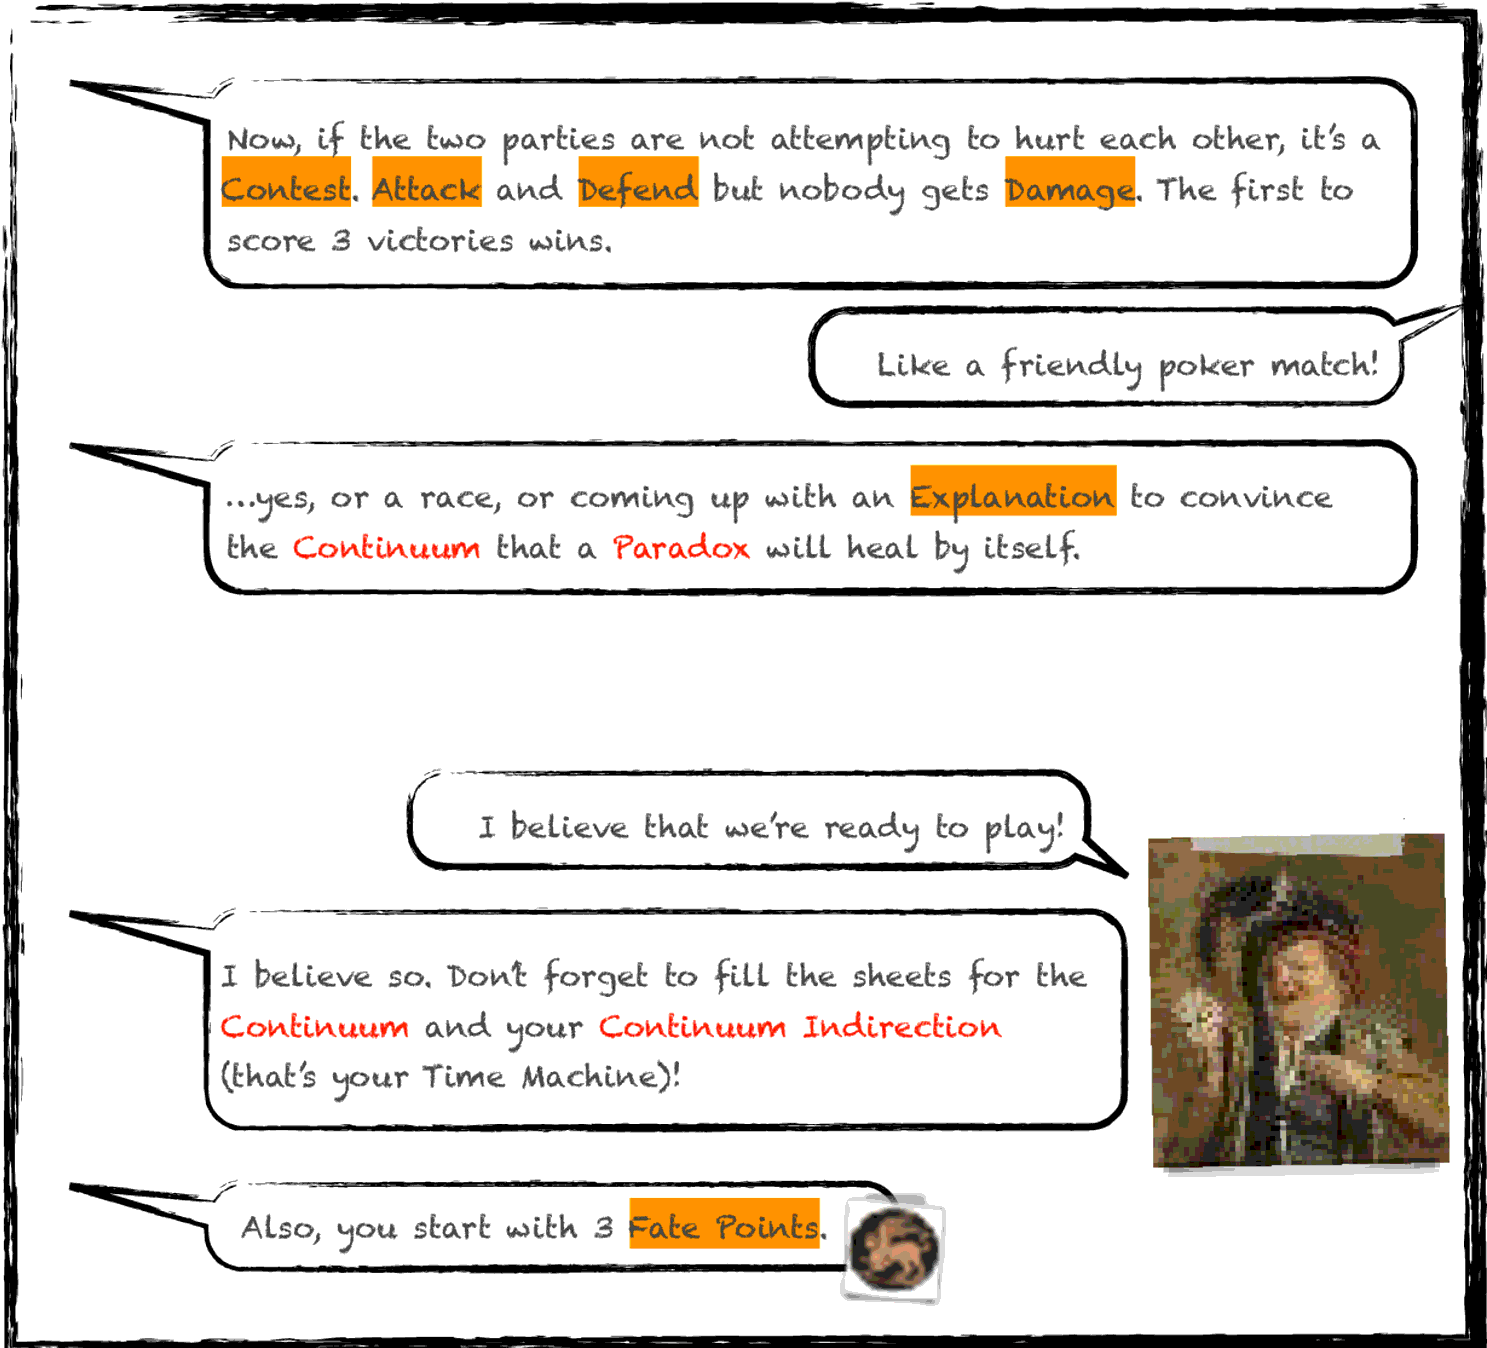 Now, if the two parties are not attempting to hurt each other, it's a
Contest. Attack and Defend but nobody gets Damage. The first to
score 3 victories wins.
Like a friendly poker match!
...yes, or a race, or coming up with an Explanation to convince
the Continuum that a Paradox will heal by itself.
I believe that we're ready to play!
I believe so. Don't forget to fill the sheets for the
Continuum and your Continuum Indirection
(that's your Time Machine)!
Also, you start with 3 Fate Points.